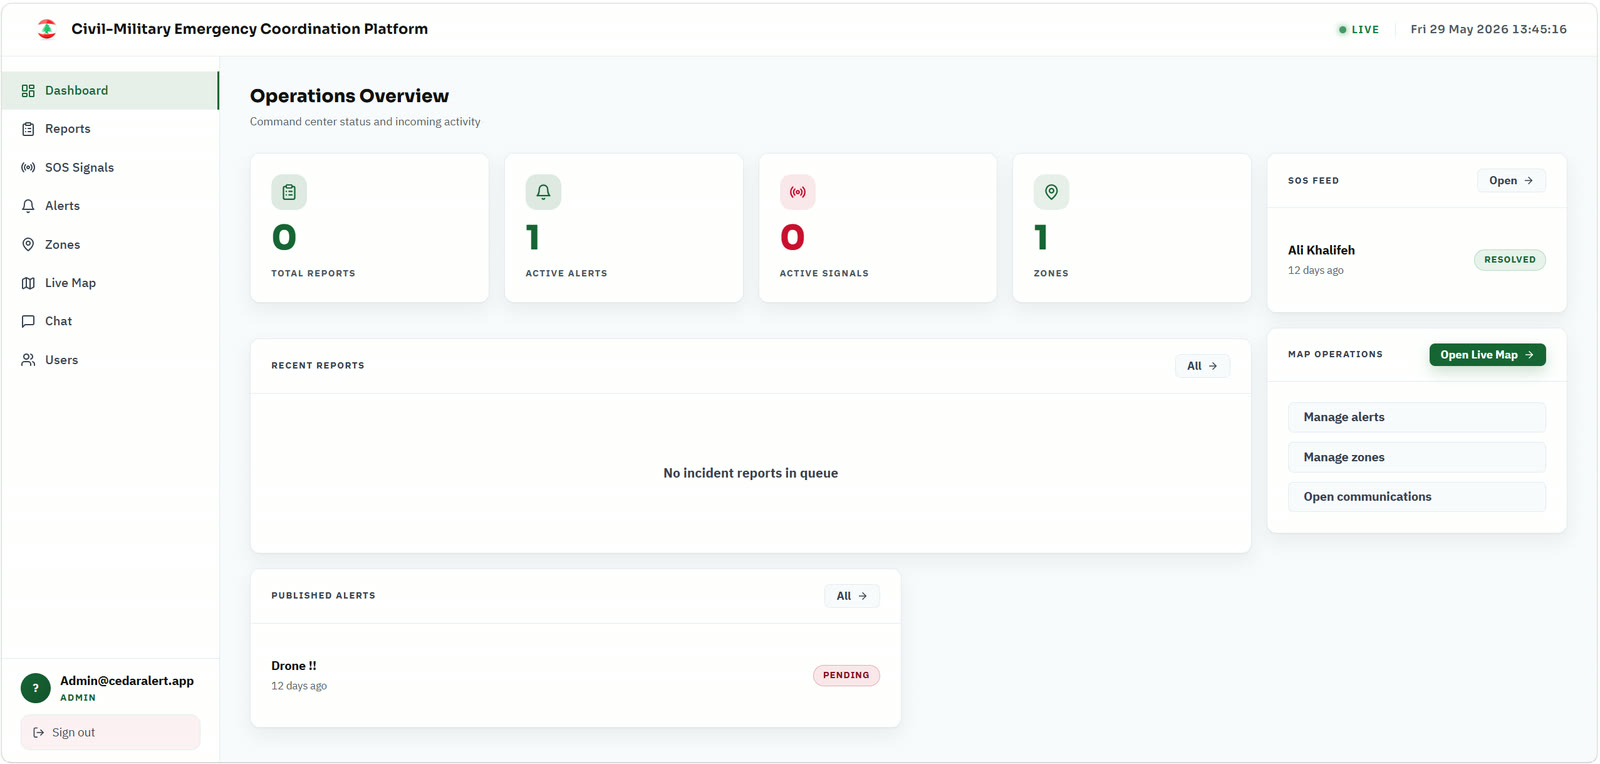 Civil-Military Emergency Coordination Platform
LIVE
Fri 29 May 2026 13:45:16
Dashboard
Reports
SOS Signals
Alerts
Zones
Live Map
Chat
Users
?
Admin@cedaralert.app
ADMIN
Sign out
Operations Overview
Command center status and incoming activity
0
TOTAL REPORTS
1
ACTIVE ALERTS
0
ACTIVE SIGNALS
1
ZONES
SOS FEED
Open →
Ali Khalifeh
12 days ago
RESOLVED
RECENT REPORTS
All →
No incident reports in queue
MAP OPERATIONS
Open Live Map →
Manage alerts
Manage zones
Open communications
PUBLISHED ALERTS
All →
Drone !!
12 days ago
PENDING